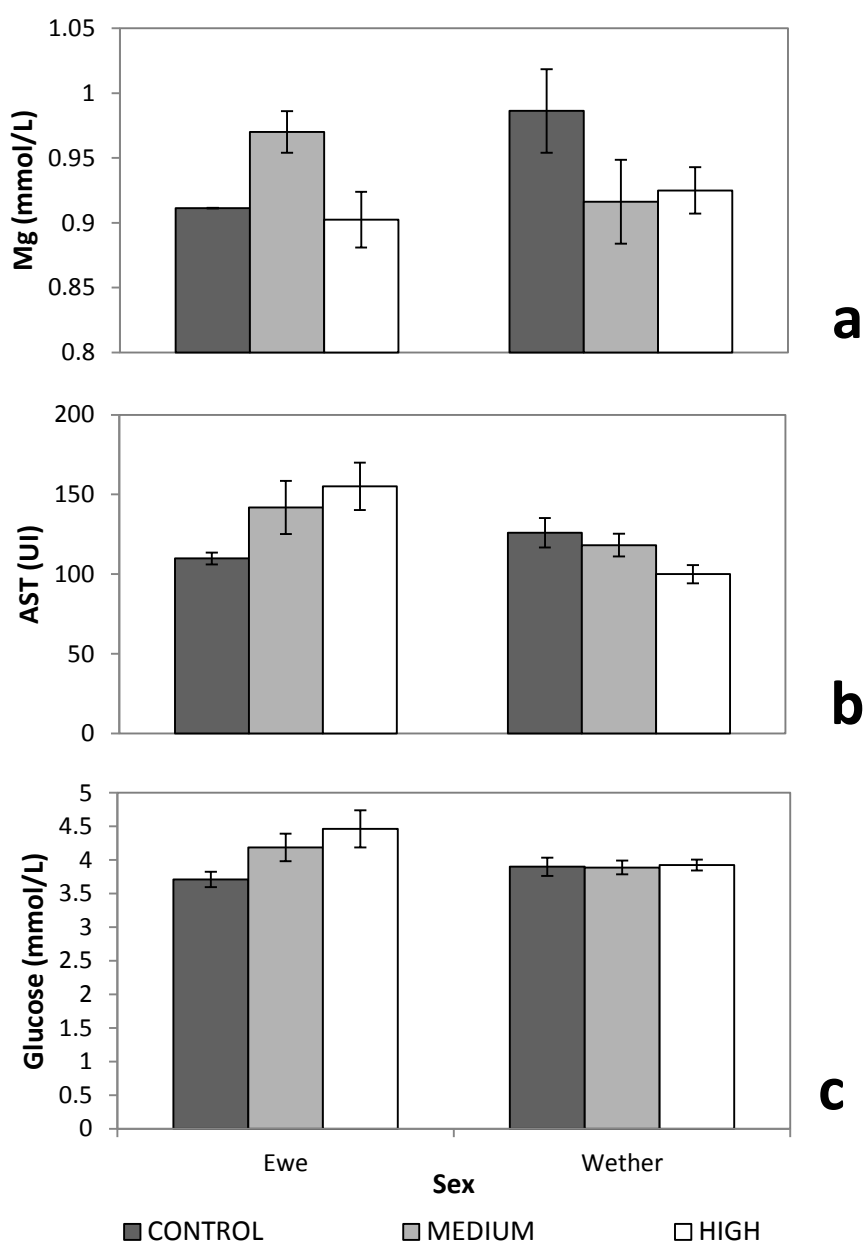 1.05
1
0.95
0.9
0.85
0.8
Mg (mmol/L)
a
200
150
100
50
0
AST (UI)
b
5
4.5
4
3.5
3
2.5
2
1.5
1
0.5
0
Glucose (mmol/L)
c
Ewe Wether
Sex
CONTROL MEDIUM HIGH